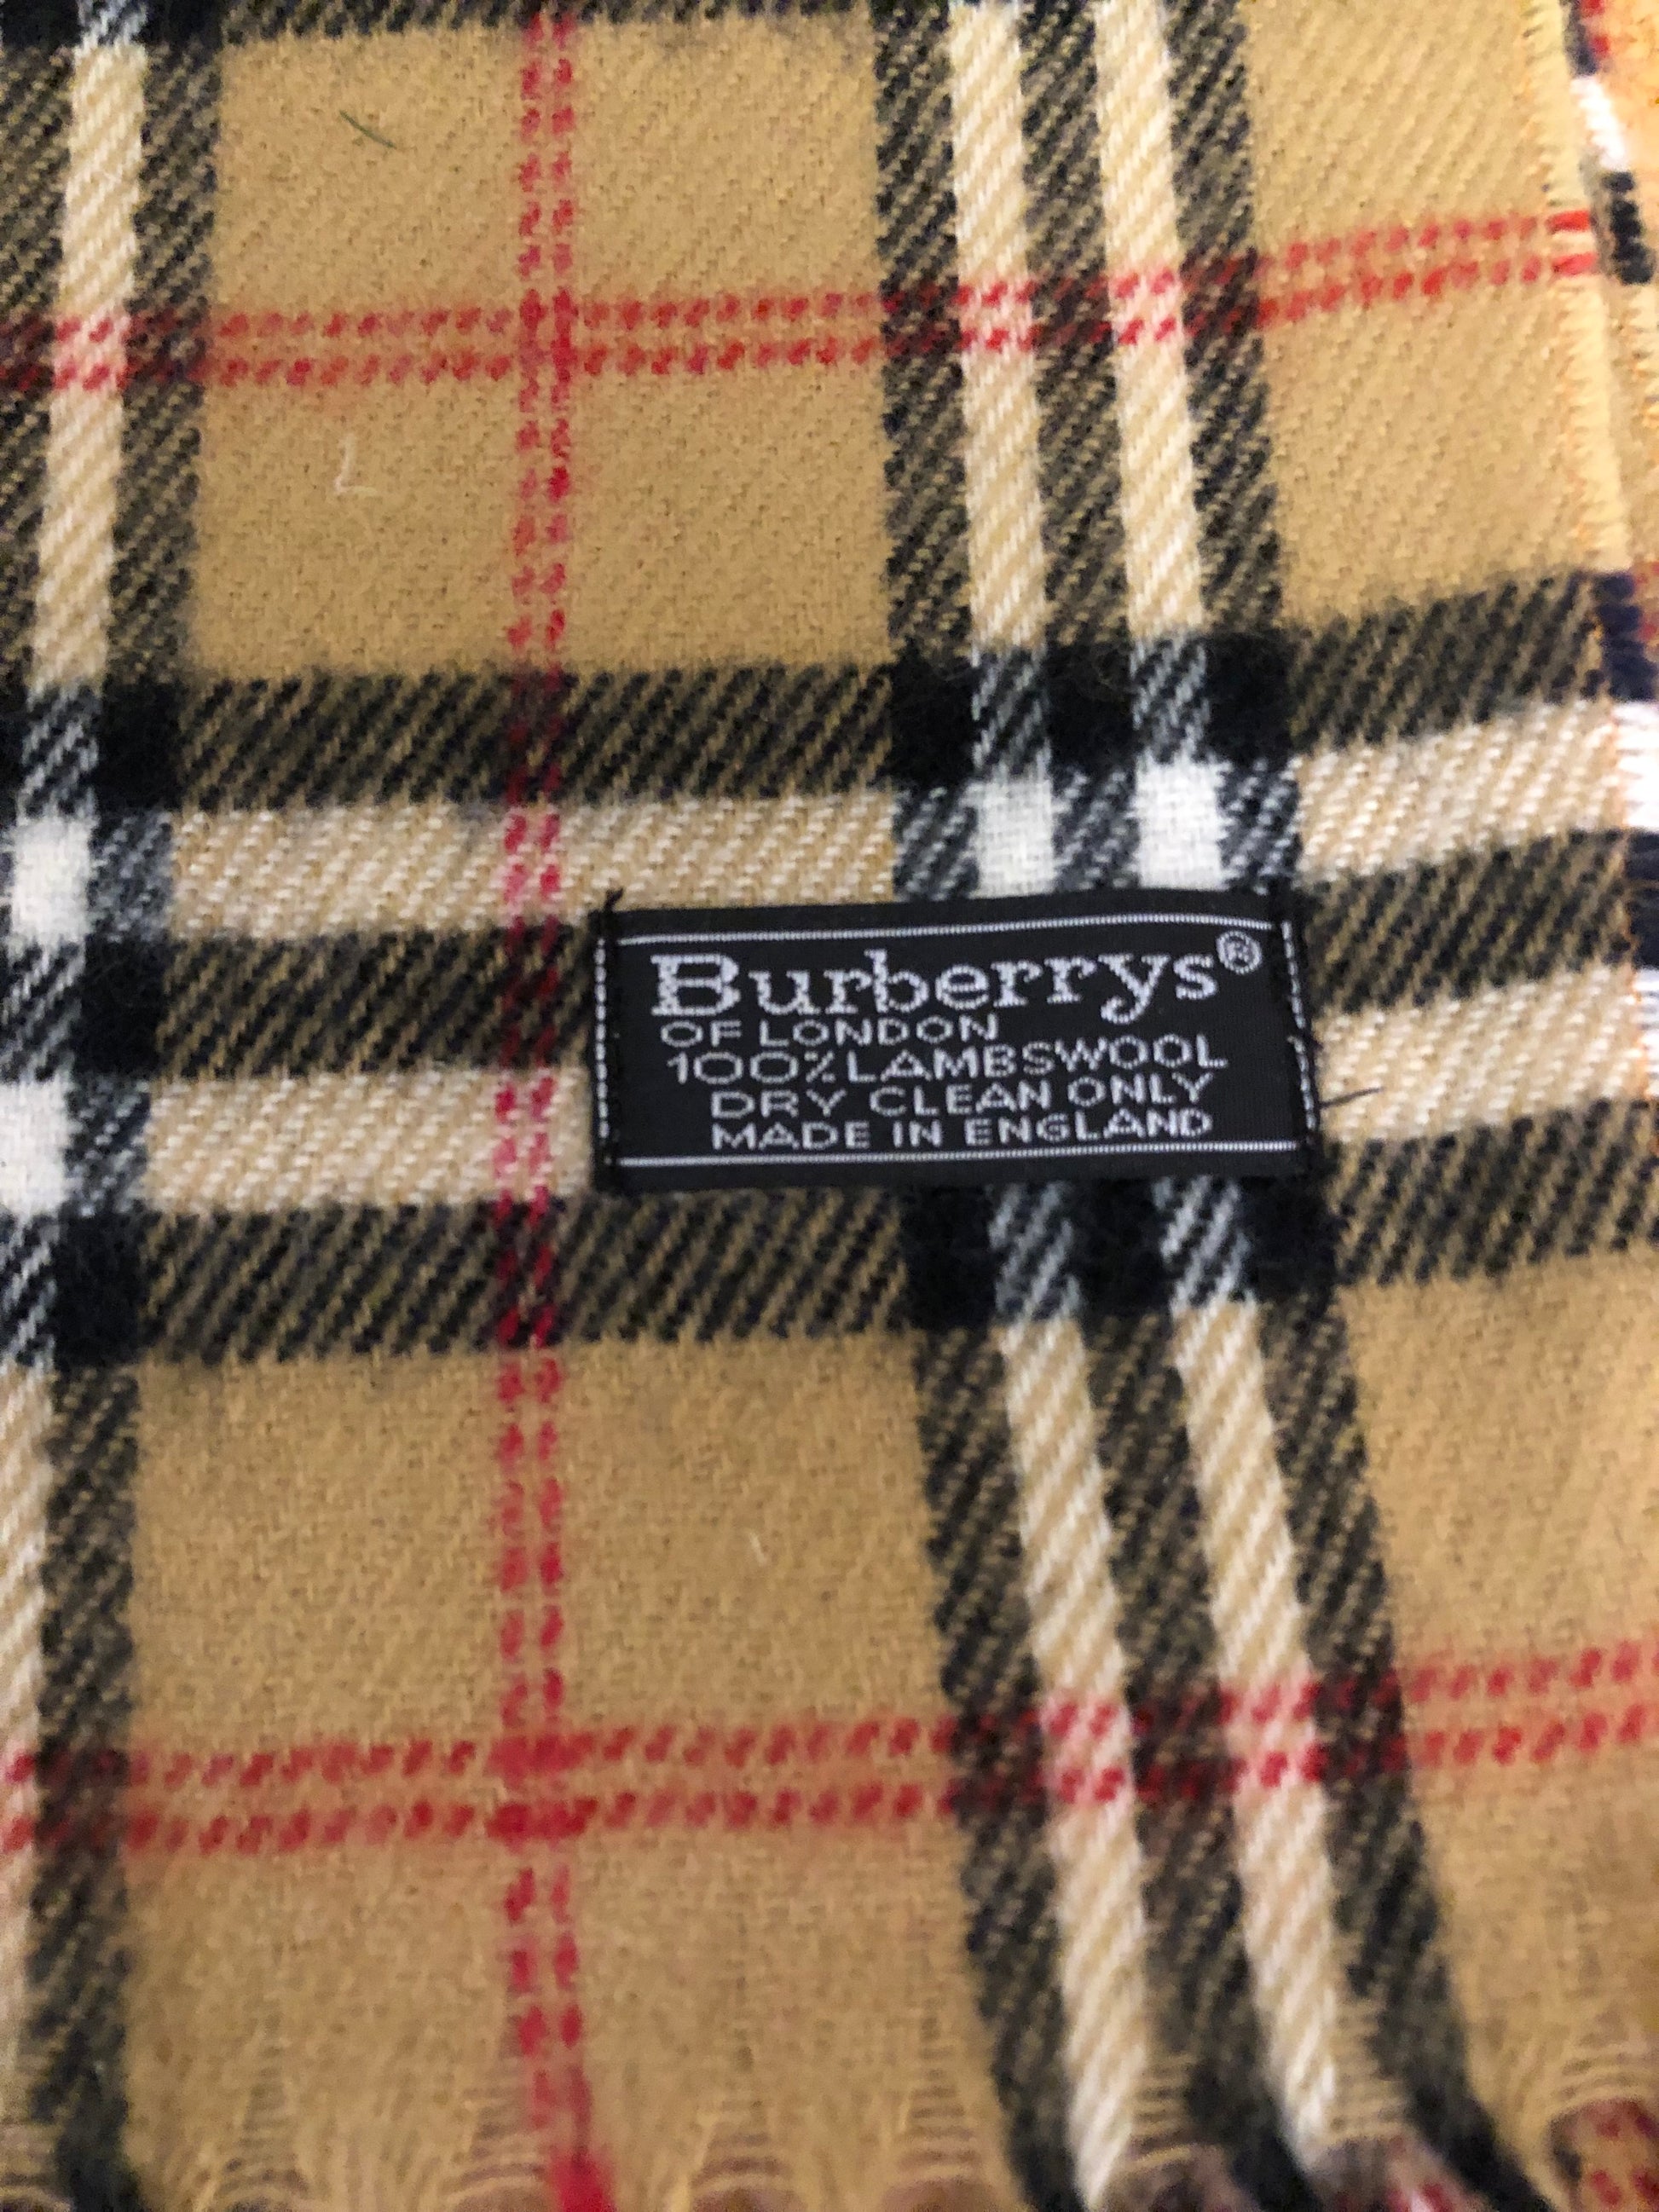 Burberrys®
OF LONDON
100% LAMBSWOOL
DRY CLEAN ONLY
MADE IN ENGLAND